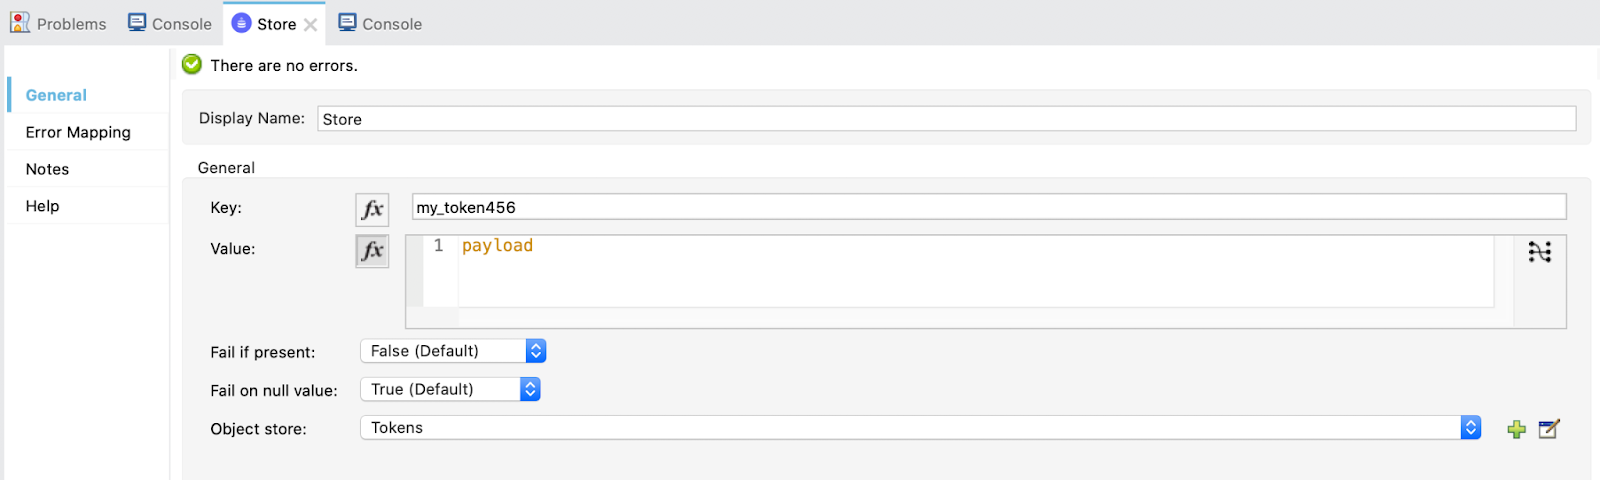 Problems Console Store Console
There are no errors.
General
Error Mapping
Notes
Help
Display Name: Store
General
Key: fx my_token456
Value: fx 1 payload
Fail if present: False (Default)
Fail on null value: True (Default)
Object store: Tokens